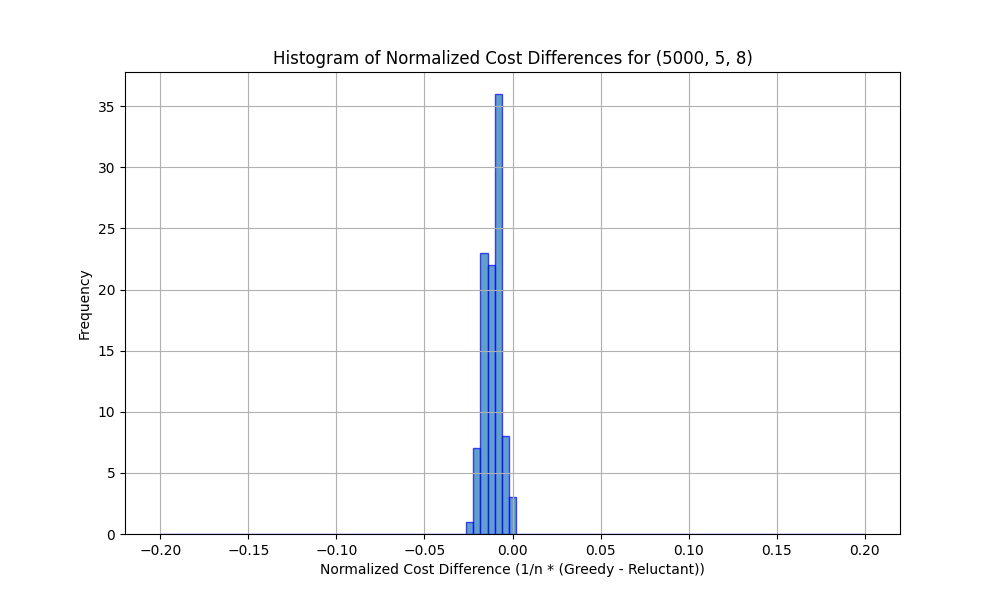 Histogram of Normalized Cost Differences for (5000, 5, 8)
Frequency
35
30
25
20
15
10
5
0
−0.20 −0.15 −0.10 −0.05 0.00 0.05 0.10 0.15 0.20
Normalized Cost Difference (1/n * (Greedy - Reluctant))